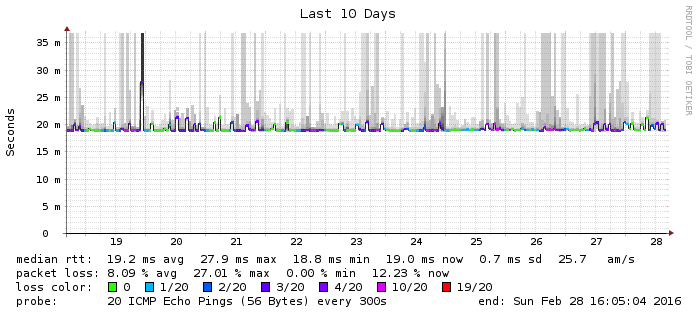 Last 10 Days
RRDTOOL / TOBI OETIKER
Seconds
35 m
30 m
25 m
20 m
15 m
10 m
5 m
0
19 20 21 22 23 24 25 26 27 28
median rtt: 19.2 ms avg 27.9 ms max 18.8 ms min 19.0 ms now 0.7 ms sd 25.7 am/s
packet loss: 8.09 % avg 27.01 % max 0.00 % min 12.23 % now
loss color: 0 1/20 2/20 3/20 4/20 10/20 19/20
probe: 20 ICMP Echo Pings (56 Bytes) every 300s end: Sun Feb 28 16:05:04 2016